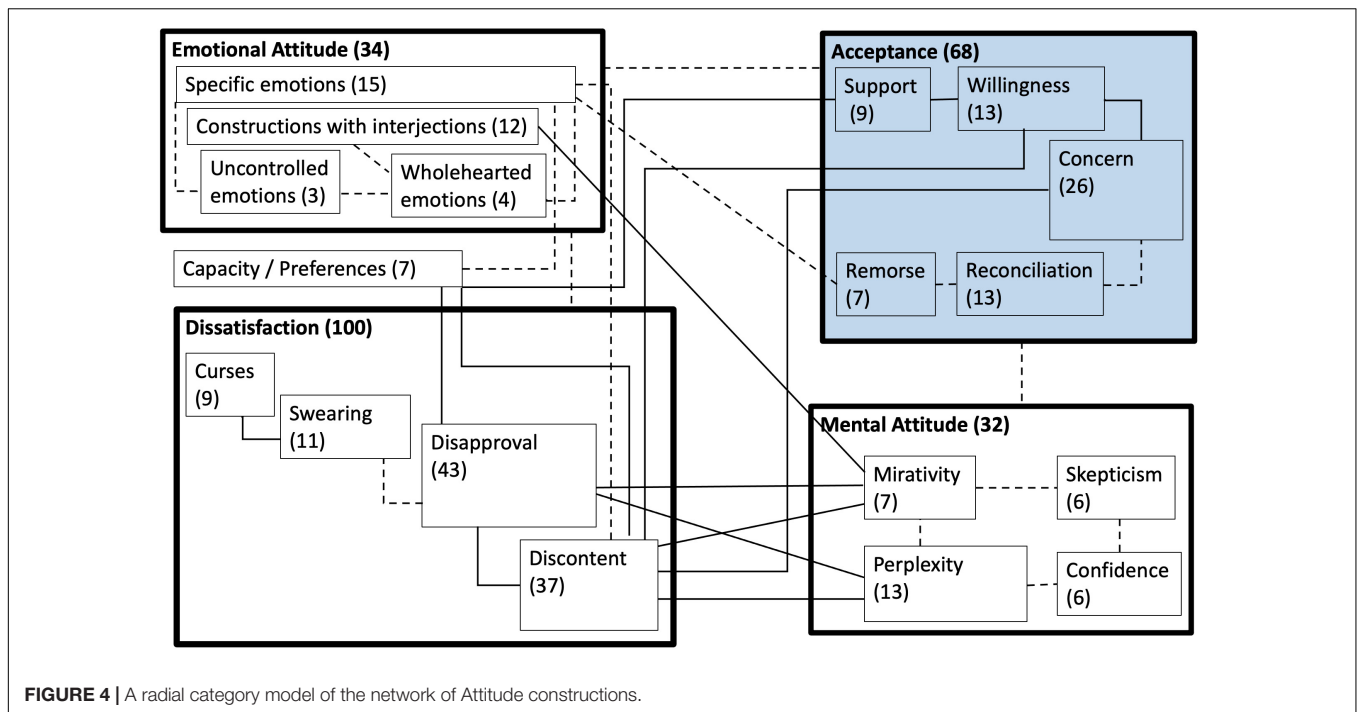 Emotional Attitude (34)
Specific emotions (15)
Constructions with interjections (12)
Uncontrolled
emotions (3)
Wholehearted
emotions (4)
Capacity / Preferences (7)
Dissatisfaction (100)
Curses
(9)
Swearing
(11)
Disapproval
(43)
Discontent
(37)
Acceptance (68)
Support
(9)
Willingness
(13)
Concern
(26)
Remorse
(7)
Reconciliation
(13)
Mental Attitude (32)
Mirativity
(7)
Skepticism
(6)
Perplexity
(13)
Confidence
(6)
FIGURE 4 | A radial category model of the network of Attitude constructions.